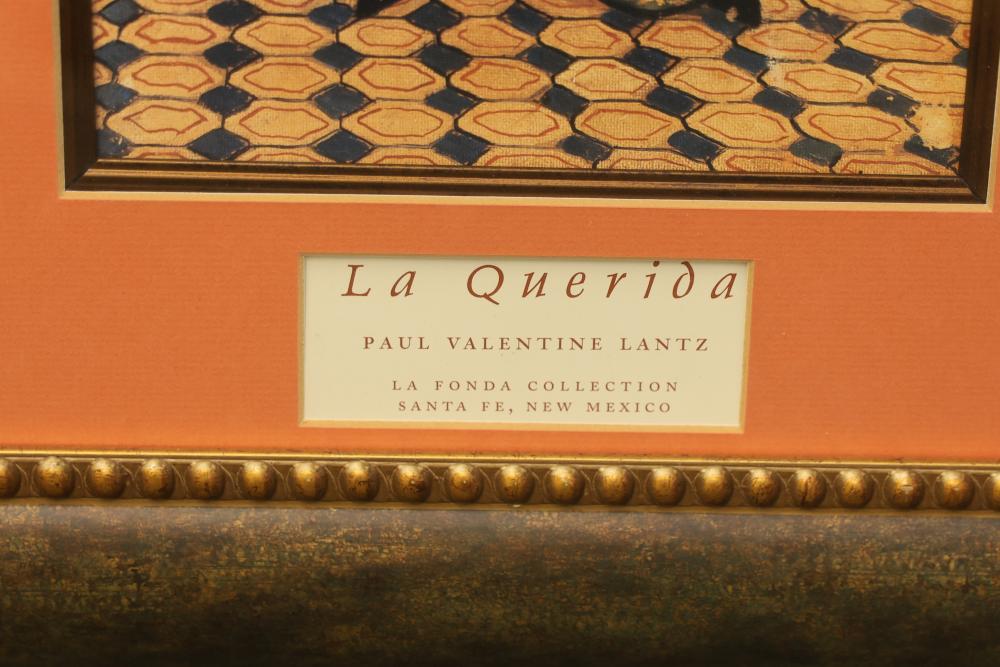 La Querida
PAUL VALENTINE LANTZ
LA FONDA COLLECTION
SANTA FE, NEW MEXICO